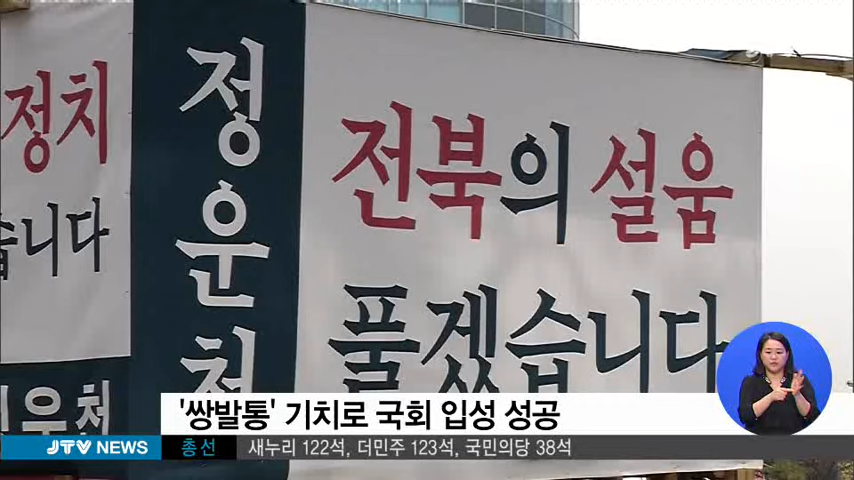 정치
습니다
정운천
전북의 설움
풀겠습니다
운천
'쌍발통' 기치로 국회 입성 성공
JTV NEWS
총선
새누리 122석, 더민주 123석, 국민의당 38석